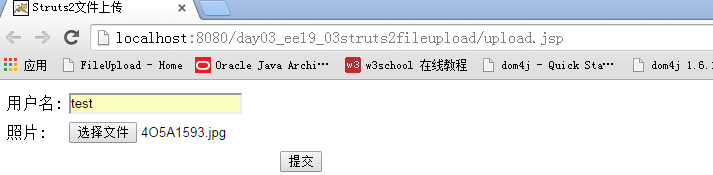 Struts2文件上传
localhost:8080/day03_ee19_03struts2fileupload/upload.jsp
应用 FileUpload - Home Oracle Java Archi… w3 w3school 在线教程 dom4j - Quick Sta… dom4j 1.6.
用户名: test
照片: 选择文件 4O5A1593.jpg
提交